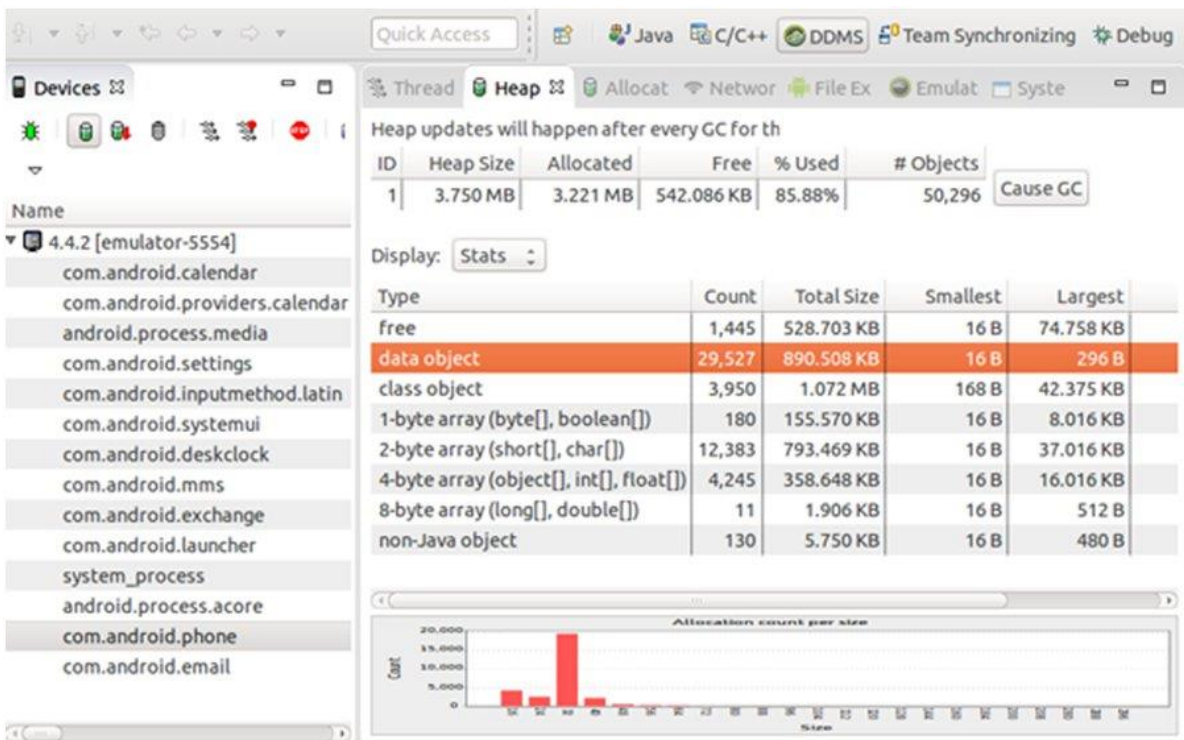 Quick Access
Java C/C++ DDMS Team Synchronizing Debug
Devices
Name
4.4.2 [emulator-5554]
com.android.calendar
com.android.providers.calendar
android.process.media
com.android.settings
com.android.inputmethod.latin
com.android.systemui
com.android.deskclock
com.android.mms
com.android.exchange
com.android.launcher
system_process
android.process.acore
com.android.phone
com.android.email
Thread Heap Allocat Networ File Ex Emulat Syste
Heap updates will happen after every GC for th
ID Heap Size Allocated Free % Used # Objects
1 3.750 MB 3.221 MB 542.086 KB 85.88% 50,296
Cause GC
Display: Stats
Type Count Total Size Smallest Largest
free 1,445 528.703 KB 16 B 74.758 KB
data object 29,527 890.508 KB 16 B 296 B
class object 3,950 1.072 MB 168 B 42.375 KB
1-byte array (byte[], boolean[]) 180 155.570 KB 16 B 8.016 KB
2-byte array (short[], char[]) 12,383 793.469 KB 16 B 37.016 KB
4-byte array (object[], int[], float[]) 4,245 358.648 KB 16 B 16.016 KB
8-byte array (long[], double[]) 11 1.906 KB 16 B 512 B
non-Java object 130 5.750 KB 16 B 480 B
Allocation count per size
Count
20.000
15.000
10.000
5.000
0
Size